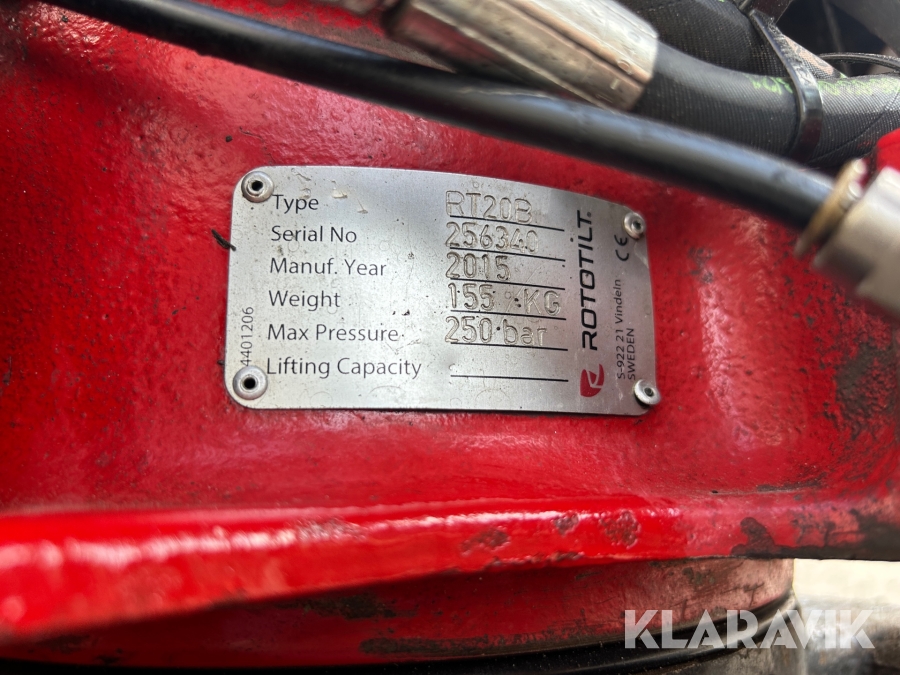 Type RT20B
Serial No 256340
Manuf. Year 2015
Weight 155 KG
Max Pressure 250 bar
Lifting Capacity
4401206
ROTOTILT®
CE
S-922 21 Vindeln
SWEDEN
KLARAVIK